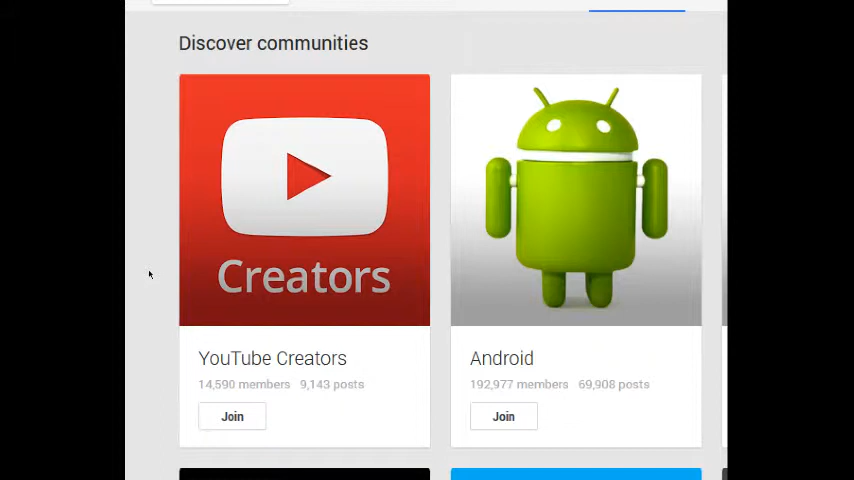 Discover communities
Creators
YouTube Creators
14,590 members 9,143 posts
Join
Android
192,977 members 69,908 posts
Join